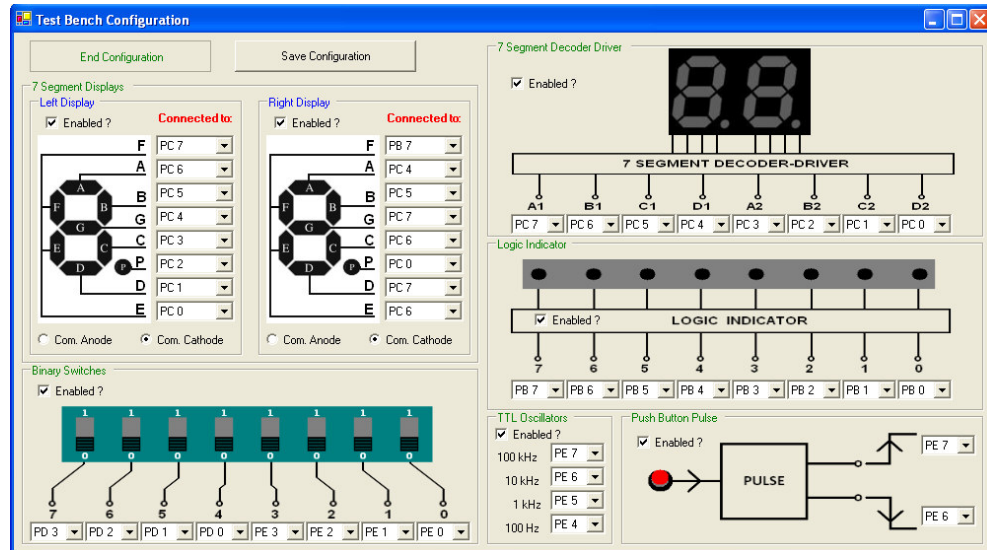 Test Bench Configuration
End Configuration
Save Configuration
7 Segment Displays
Left Display
Enabled ?
Connected to:
F PC 7
A PC 6
B PC 5
G PC 4
C PC 3
P PC 2
D PC 1
E PC 0
A
F B
G
E C
D P
Com. Anode Com. Cathode
Right Display
Enabled ?
Connected to:
F PB 7
A PC 4
B PC 5
G PC 7
C PC 6
P PC 0
D PC 7
E PC 6
A
F B
G
E C
D P
Com. Anode Com. Cathode
Binary Switches
Enabled ?
1 1 1 1 1 1 1 1
0 0 0 0 0 0 0 0
7 6 5 4 3 2 1 0
PD 3 PD 2 PD 1 PD 0 PE 3 PE 2 PE 1 PE 0
7 Segment Decoder Driver
Enabled ?
7 SEGMENT DECODER-DRIVER
A1 B1 C1 D1 A2 B2 C2 D2
PC 7 PC 6 PC 5 PC 4 PC 3 PC 2 PC 1 PC 0
Logic Indicator
Enabled ? LOGIC INDICATOR
7 6 5 4 3 2 1 0
PB 7 PB 6 PB 5 PB 4 PB 3 PB 2 PB 1 PB 0
TTL Oscillators
Enabled ?
100 kHz PE 7
10 kHz PE 6
1 kHz PE 5
100 Hz PE 4
Push Button Pulse
Enabled ?
PULSE
PE 7
PE 6